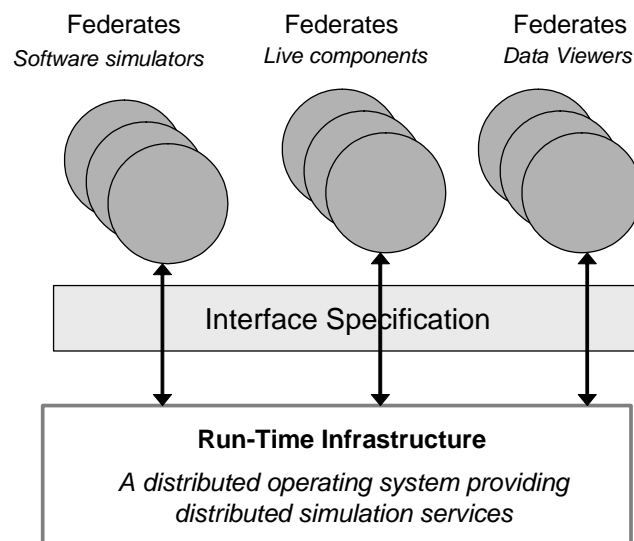 Federates
Software simulators
Federates
Live components
Federates
Data Viewers
Interface Specification
Run-Time Infrastructure
A distributed operating system providing
distributed simulation services